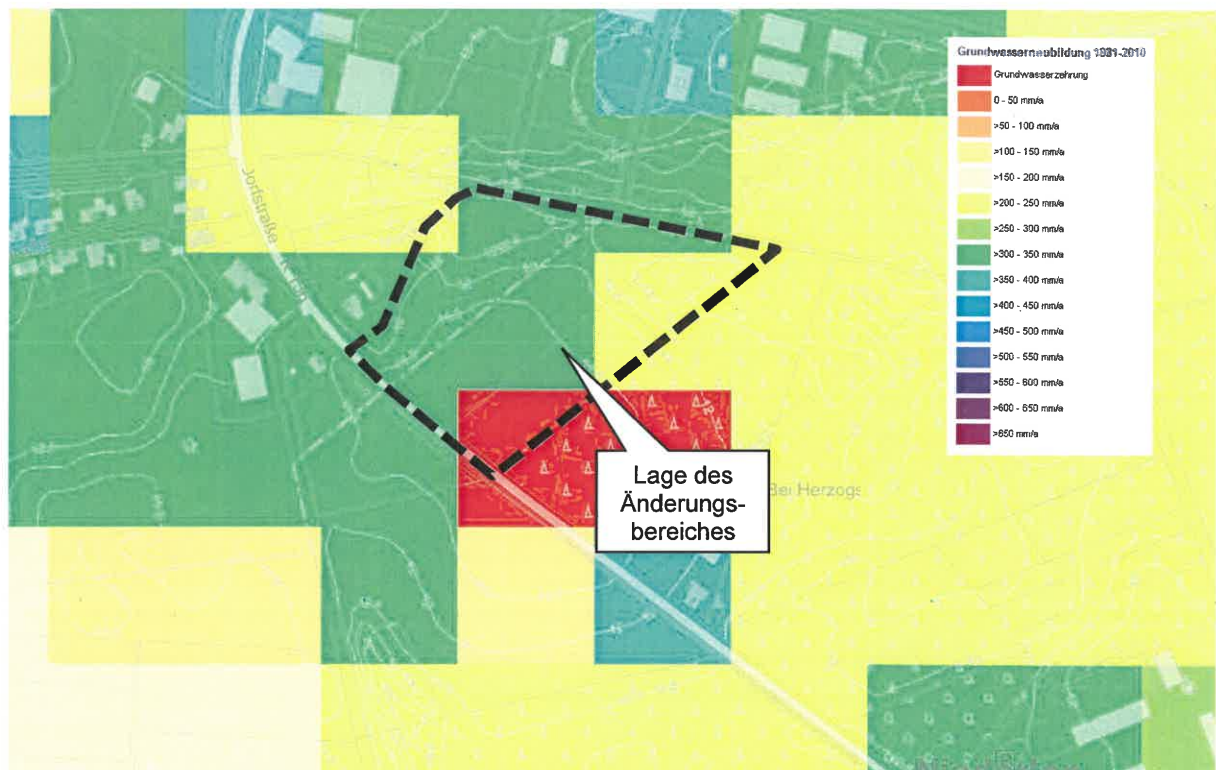 Grundwasserneubildung 1981-2010
Grundwasserzehrung
0 - 50 mm/a
>50 - 100 mm/a
>100 - 150 mm/a
>150 - 200 mm/a
>200 - 250 mm/a
>250 - 300 mm/a
>300 - 350 mm/a
>350 - 400 mm/a
>400 - 450 mm/a
>450 - 500 mm/a
>500 - 550 mm/a
>550 - 600 mm/a
>600 - 650 mm/a
>650 mm/a
Dorfstraße
Lage des
Änderungs-
bereiches
Bei Herzogs